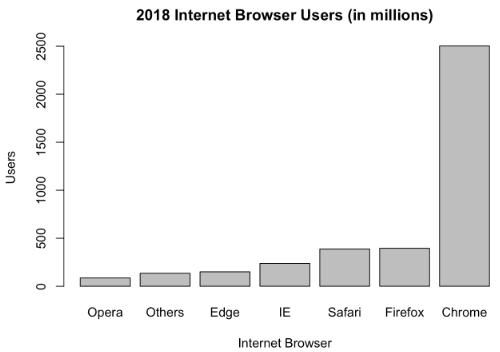 2018 Internet Browser Users (in millions)
2500
2000
1500
1000
500
0
Users
Opera Others Edge IE Safari Firefox Chrome
Internet Browser